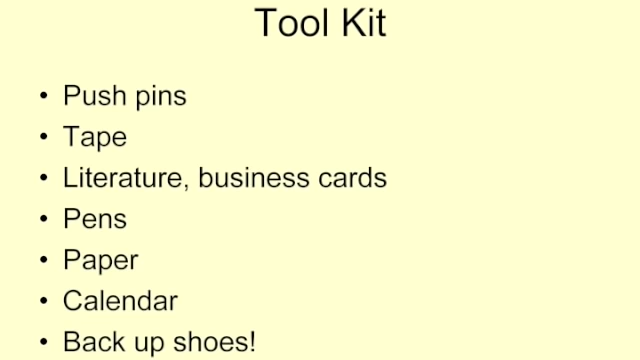 Tool Kit
• Push pins
• Tape
• Literature, business cards
• Pens
• Paper
• Calendar
• Back up shoes!